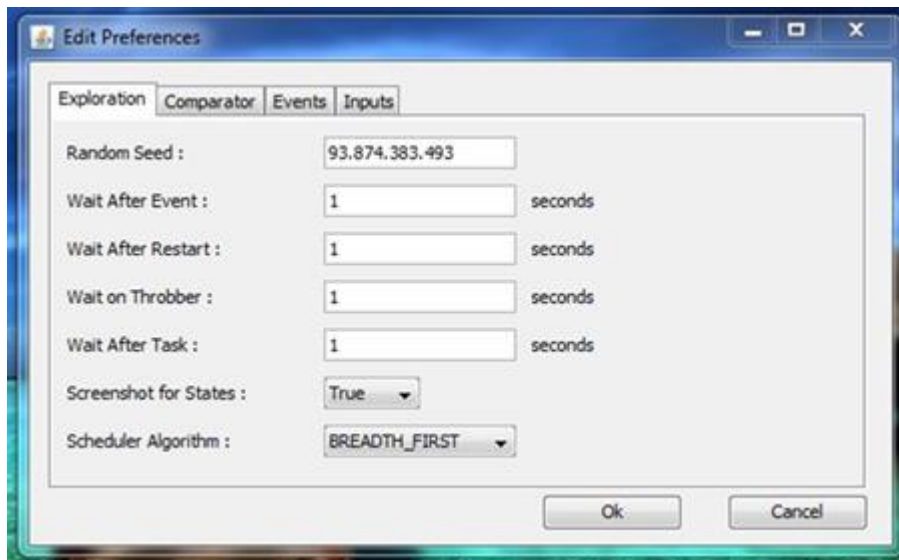 Edit Preferences
Exploration Comparator Events Inputs
Random Seed : 93.874.383.493
Wait After Event : 1 seconds
Wait After Restart : 1 seconds
Wait on Throbber : 1 seconds
Wait After Task : 1 seconds
Screenshot for States : True
Scheduler Algorithm : BREADTH_FIRST
Ok Cancel